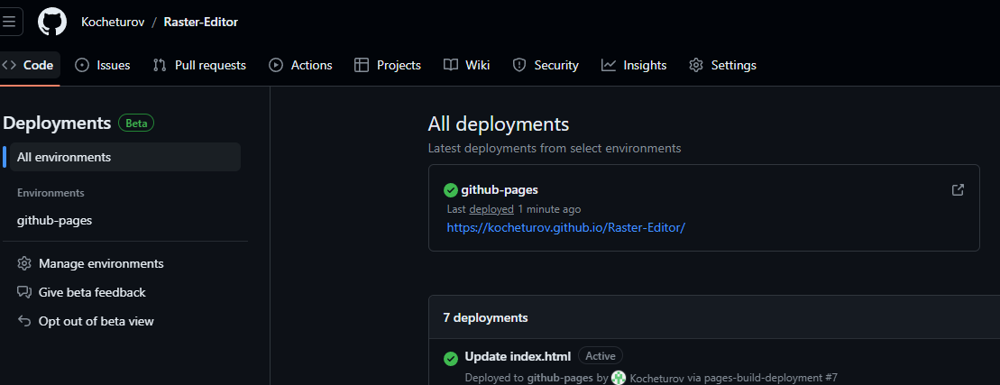 Kocheturov / Raster-Editor
Code Issues Pull requests Actions Projects Wiki Security Insights Settings
Deployments Beta
All environments
Environments
github-pages
Manage environments
Give beta feedback
Opt out of beta view
All deployments
Latest deployments from select environments
github-pages
Last deployed 1 minute ago
https://kocheturov.github.io/Raster-Editor/
7 deployments
Update index.html Active
Deployed to github-pages by Kocheturov via pages-build-deployment #7